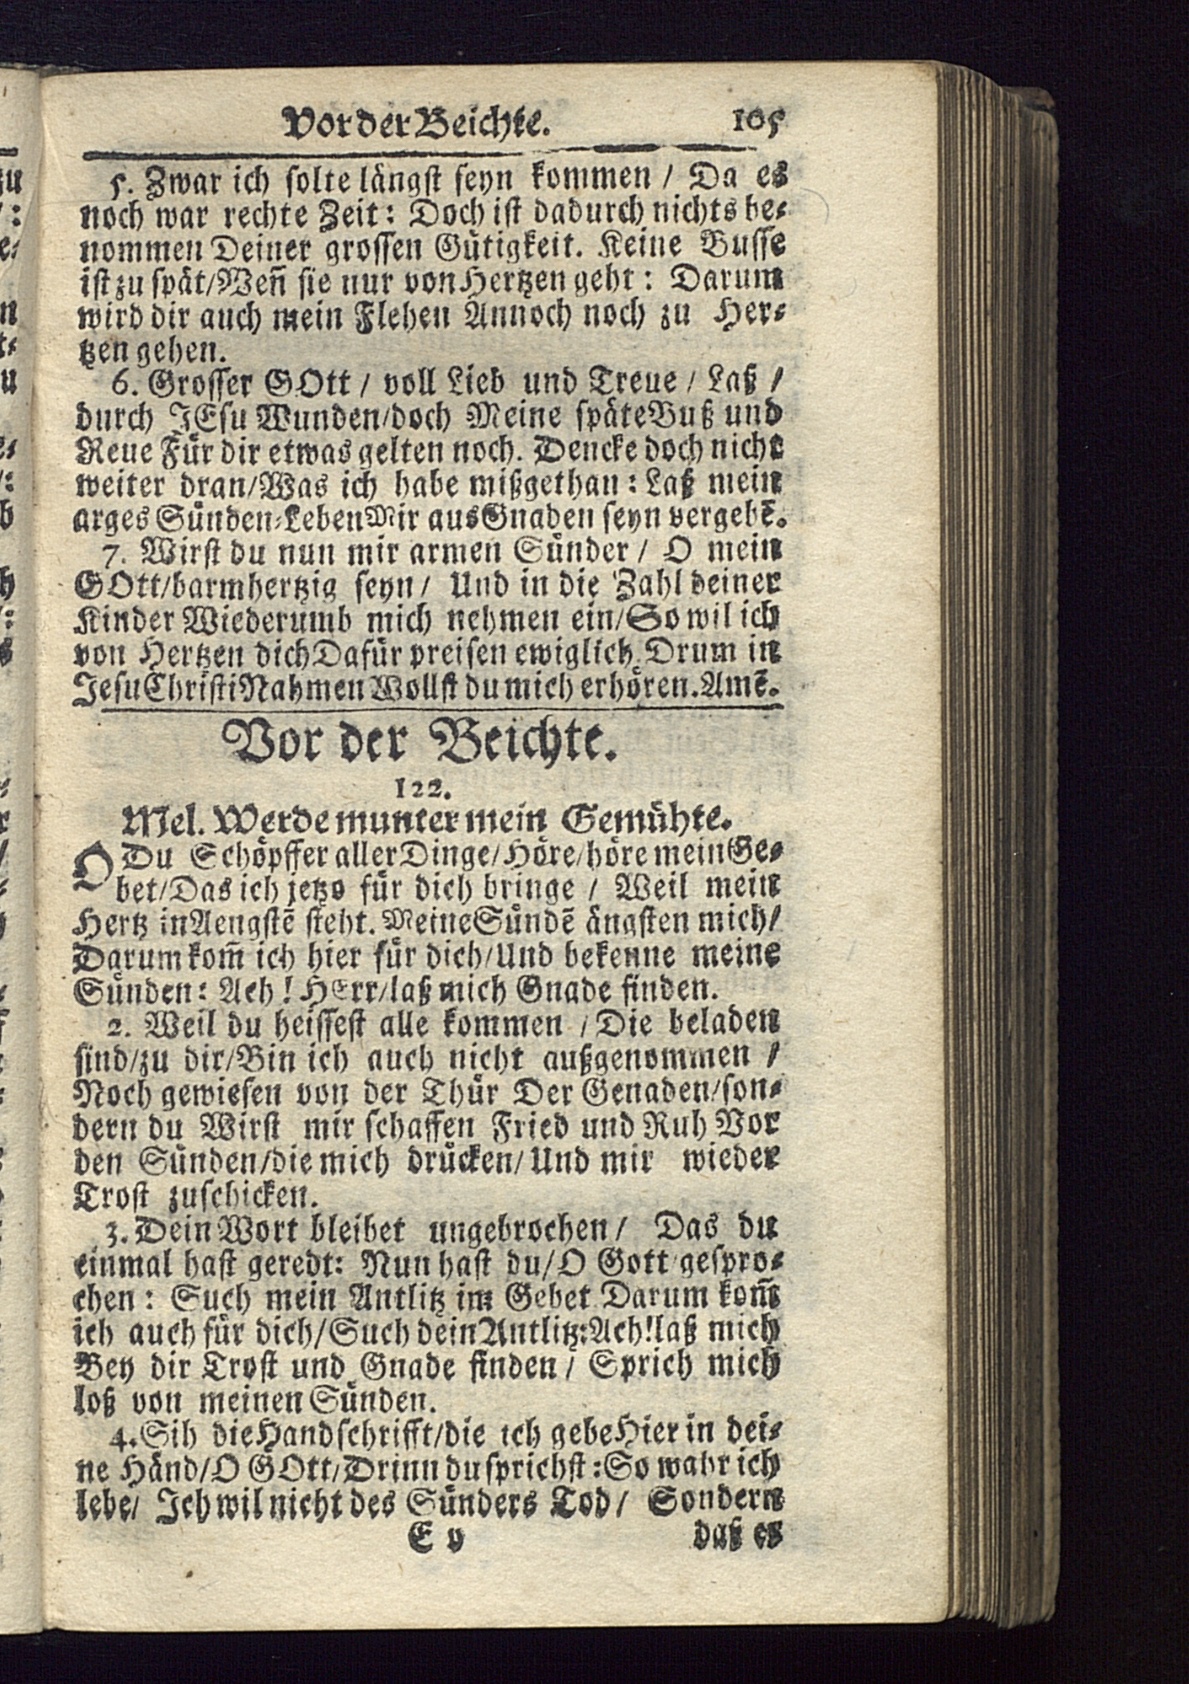 Vor der Beichte. 105
5. Zwar ich solte längst seyn kommen / Da es
noch war rechte Zeit: Doch ist dadurch nichts be-
nommen Deiner grossen Gütigkeit. Keine Busse
ist zu spät/Weñ sie nur von Hertzen geht: Darum
wird dir auch mein Flehen Annoch noch zu Her-
tzen gehen.
6. Grosser GOtt / voll Lieb und Treue / Laß /
durch JEsu Wunden/doch Meine späte Buß und
Reue Für dir etwas gelten noch. Dencke doch nicht
weiter dran/Was ich habe mißgethan: Laß mein
arges Sünden-Leben Mir aus Gnaden seyn vergebẽ.
7. Wirst du nun mir armen Sünder / O mein
GOtt/barmhertzig seyn / Und in die Zahl deiner
Kinder Wiederumb mich nehmen ein/So wil ich
von Hertzen dich Dafür preisen ewiglich. Drum in
Jesu Christi Nahmen Wollst du mich erhören. Amẽ.
Vor der Beichte.
122.
Mel. Werde munter mein Gemühte.
O Du Schöpffer aller Dinge/Höre/höre mein Ge-
bet/Das ich jetzo für dich bringe / Weil mein
Hertz in Aengstẽ steht. Meine Sündẽ ängsten mich/
Darum kom̃ ich hier für dich/Und bekenne meine
Sünden: Ach! HErr/laß mich Gnade finden.
2. Weil du heissest alle kommen / Die beladen
sind/zu dir/Bin ich auch nicht außgenommen /
Noch gewiesen von der Thür Der Genaden/son-
dern du Wirst mir schaffen Fried und Ruh Vor
den Sünden/die mich drücken/Und mir wieder
Trost zuschicken.
3. Dein Wort bleibet ungebrochen / Das du
einmal hast geredt: Nun hast du/O Gott gespro-
chen: Such mein Antlitz im Gebet Darum kom̃
ich auch für dich/Such dein Antlitz: Ach! laß mich
Bey dir Trost und Gnade finden / Sprich mich
loß von meinen Sünden.
4. Sih die Handschrifft/die ich gebe Hier in dei-
ne Händ/O GOtt/Drinn du sprichst: So wahr ich
lebe/ Ich wil nicht des Sünders Tod / Sondern
E v daß es